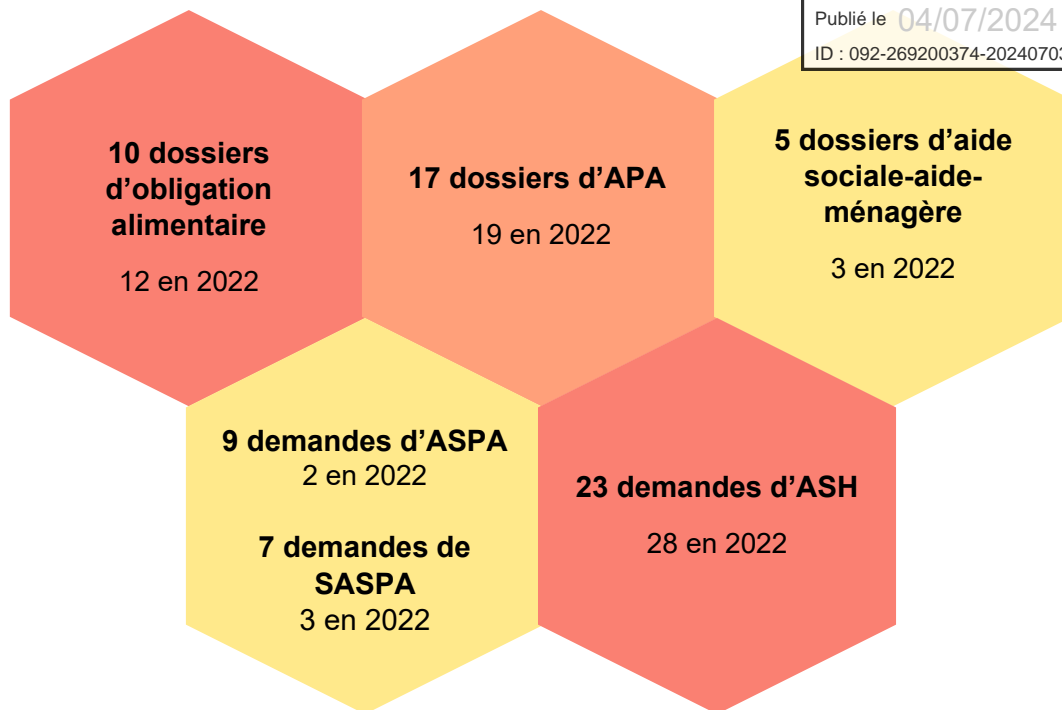 Publié le 04/07/2024
ID : 092-269200374-20240703
10 dossiers
d’obligation
alimentaire
12 en 2022
17 dossiers d’APA
19 en 2022
5 dossiers d’aide
sociale-aide-
ménagère
3 en 2022
9 demandes d’ASPA
2 en 2022
7 demandes de
SASPA
3 en 2022
23 demandes d’ASH
28 en 2022